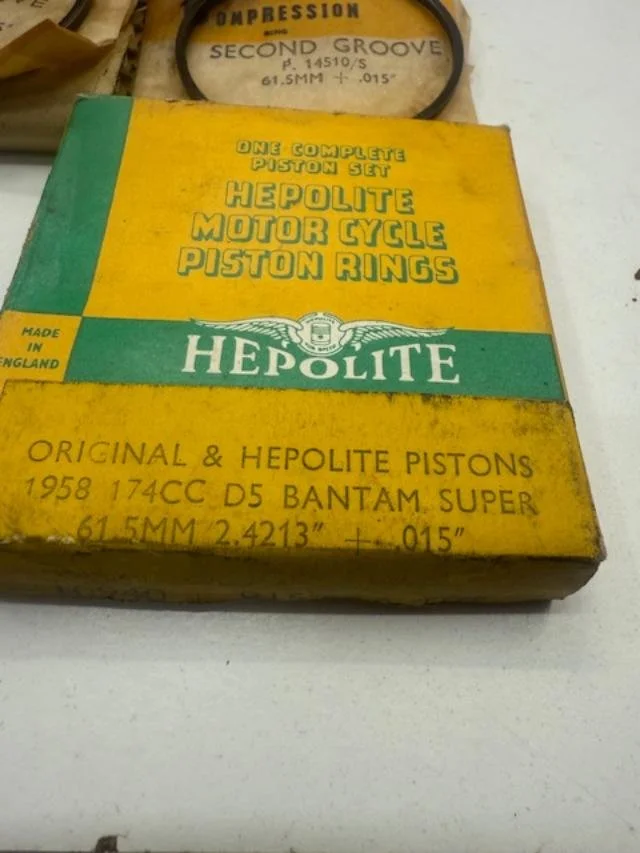 OMPRESSION
RING
SECOND GROOVE
P. 14510/S
61.5MM + .015"
ONE COMPLETE
PISTON SET
HEPOLITE
MOTOR CYCLE
PISTON RINGS
MADE
IN
ENGLAND
HEPOLITE
ORIGINAL & HEPOLITE PISTONS
1958 174CC D5 BANTAM SUPER
61.5MM 2.4213" + .015"